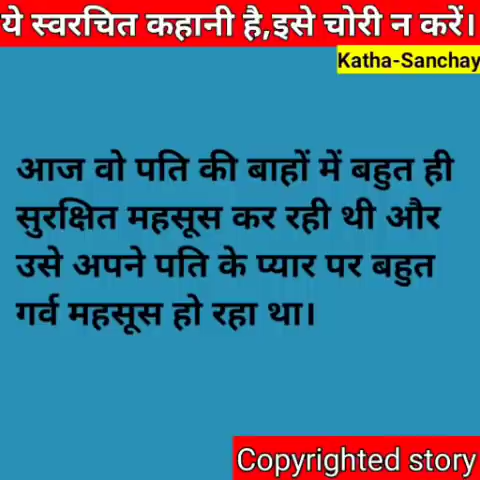 ये स्वरचित कहानी है,इसे चोरी न करें।
Katha-Sanchay
आज वो पति की बाहों में बहुत ही
सुरक्षित महसूस कर रही थी और
उसे अपने पति के प्यार पर बहुत
गर्व महसूस हो रहा था।
Copyrighted story